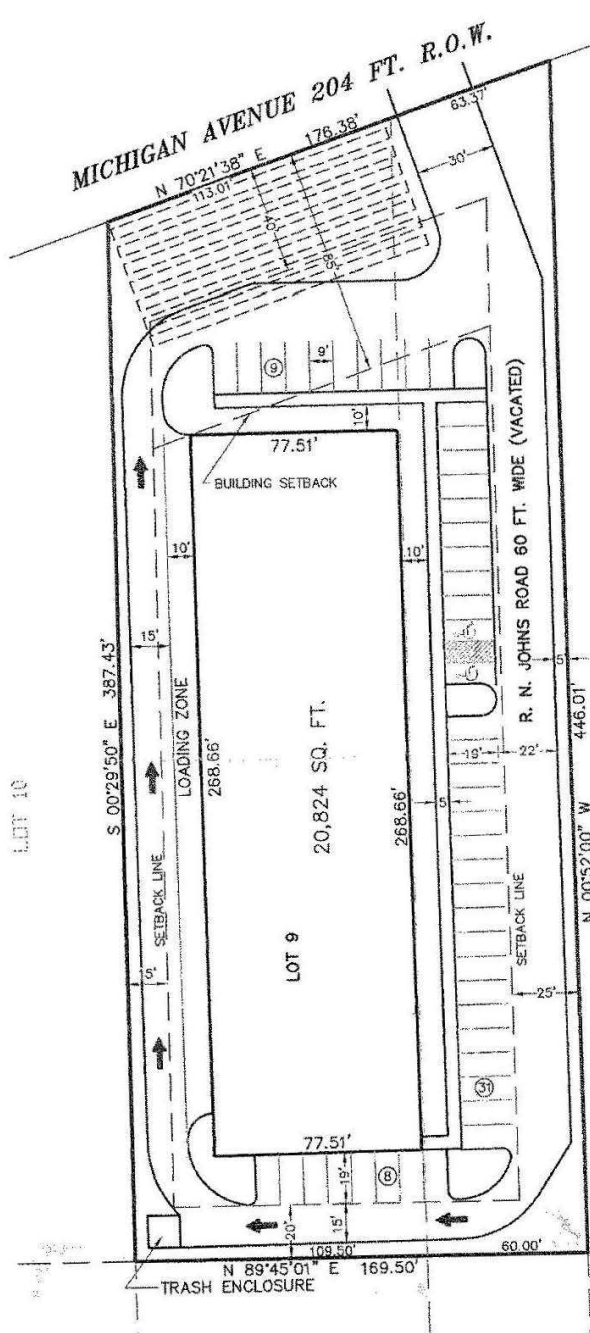 MICHIGAN AVENUE 204 FT. R.O.W.
N 70°21'38" E
176.38'
63.37'
113.01'
30'
40'
85'
9
9'
10'
77.51'
BUILDING SETBACK
10'
10'
15'
R. N. JOHNS ROAD 60 FT. WIDE (VACATED)
S 00°29'50" E 387.43'
LOADING ZONE
268.66'
20,824 SQ. FT.
268.66'
5'
19'
22'
5'
446.01'
N 00°52'00" W
LOT 10
SETBACK LINE
SETBACK LINE
LOT 9
15'
25'
31
77.51'
19'
8
20'
15'
109.50'
60.00'
N 89°45'01" E 169.50'
TRASH ENCLOSURE